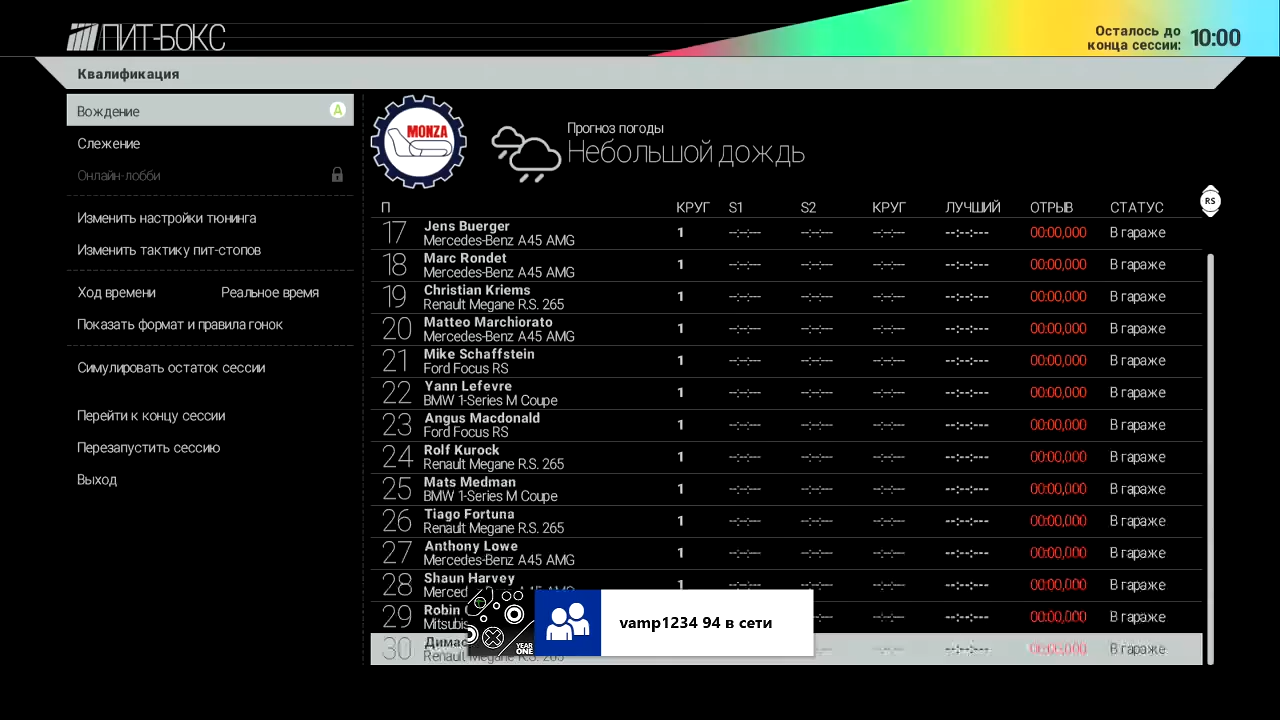 ПИТ-БОКС
Осталось до
конца сессии: 10:00
Квалификация
Вождение A
Слежение
Онлайн-лобби
Изменить настройки тюнинга
Изменить тактику пит-стопов
Ход времени Реальное время
Показать формат и правила гонок
Симулировать остаток сессии
Перейти к концу сессии
Перезапустить сессию
Выход
MONZA
Прогноз погоды
Небольшой дождь
RS
П КРУГ S1 S2 КРУГ ЛУЧШИЙ ОТРЫВ СТАТУС
17 Jens Buerger 1 --:--:--- --:--:--- --:--:--- --:--:--- 00:00,000 В гараже
Mercedes-Benz A45 AMG
18 Marc Rondet 1 --:--:--- --:--:--- --:--:--- --:--:--- 00:00,000 В гараже
Mercedes-Benz A45 AMG
19 Christian Kriems 1 --:--:--- --:--:--- --:--:--- --:--:--- 00:00,000 В гараже
Renault Megane R.S. 265
20 Matteo Marchiorato 1 --:--:--- --:--:--- --:--:--- --:--:--- 00:00,000 В гараже
Mercedes-Benz A45 AMG
21 Mike Schaffstein 1 --:--:--- --:--:--- --:--:--- --:--:--- 00:00,000 В гараже
Ford Focus RS
22 Yann Lefevre 1 --:--:--- --:--:--- --:--:--- --:--:--- 00:00,000 В гараже
BMW 1-Series M Coupe
23 Angus Macdonald 1 --:--:--- --:--:--- --:--:--- --:--:--- 00:00,000 В гараже
Ford Focus RS
24 Rolf Kurock 1 --:--:--- --:--:--- --:--:--- --:--:--- 00:00,000 В гараже
Renault Megane R.S. 265
25 Mats Medman 1 --:--:--- --:--:--- --:--:--- --:--:--- 00:00,000 В гараже
BMW 1-Series M Coupe
26 Tiago Fortuna 1 --:--:--- --:--:--- --:--:--- --:--:--- 00:00,000 В гараже
Renault Megane R.S. 265
27 Anthony Lowe 1 --:--:--- --:--:--- --:--:--- --:--:--- 00:00,000 В гараже
Mercedes-Benz A45 AMG
28 Shaun Harvey 1 --:--:--- --:--:--- --:--:--- --:--:--- 00:00,000 В гараже
29 Robin --:--:--- --:--:--- 00:00,000 В гараже
30 --:--:--- --:--:--- 00:00,000 В гараже
Renault Megane R.S. 265
YEAR
ONE
vamp1234 94 в сети